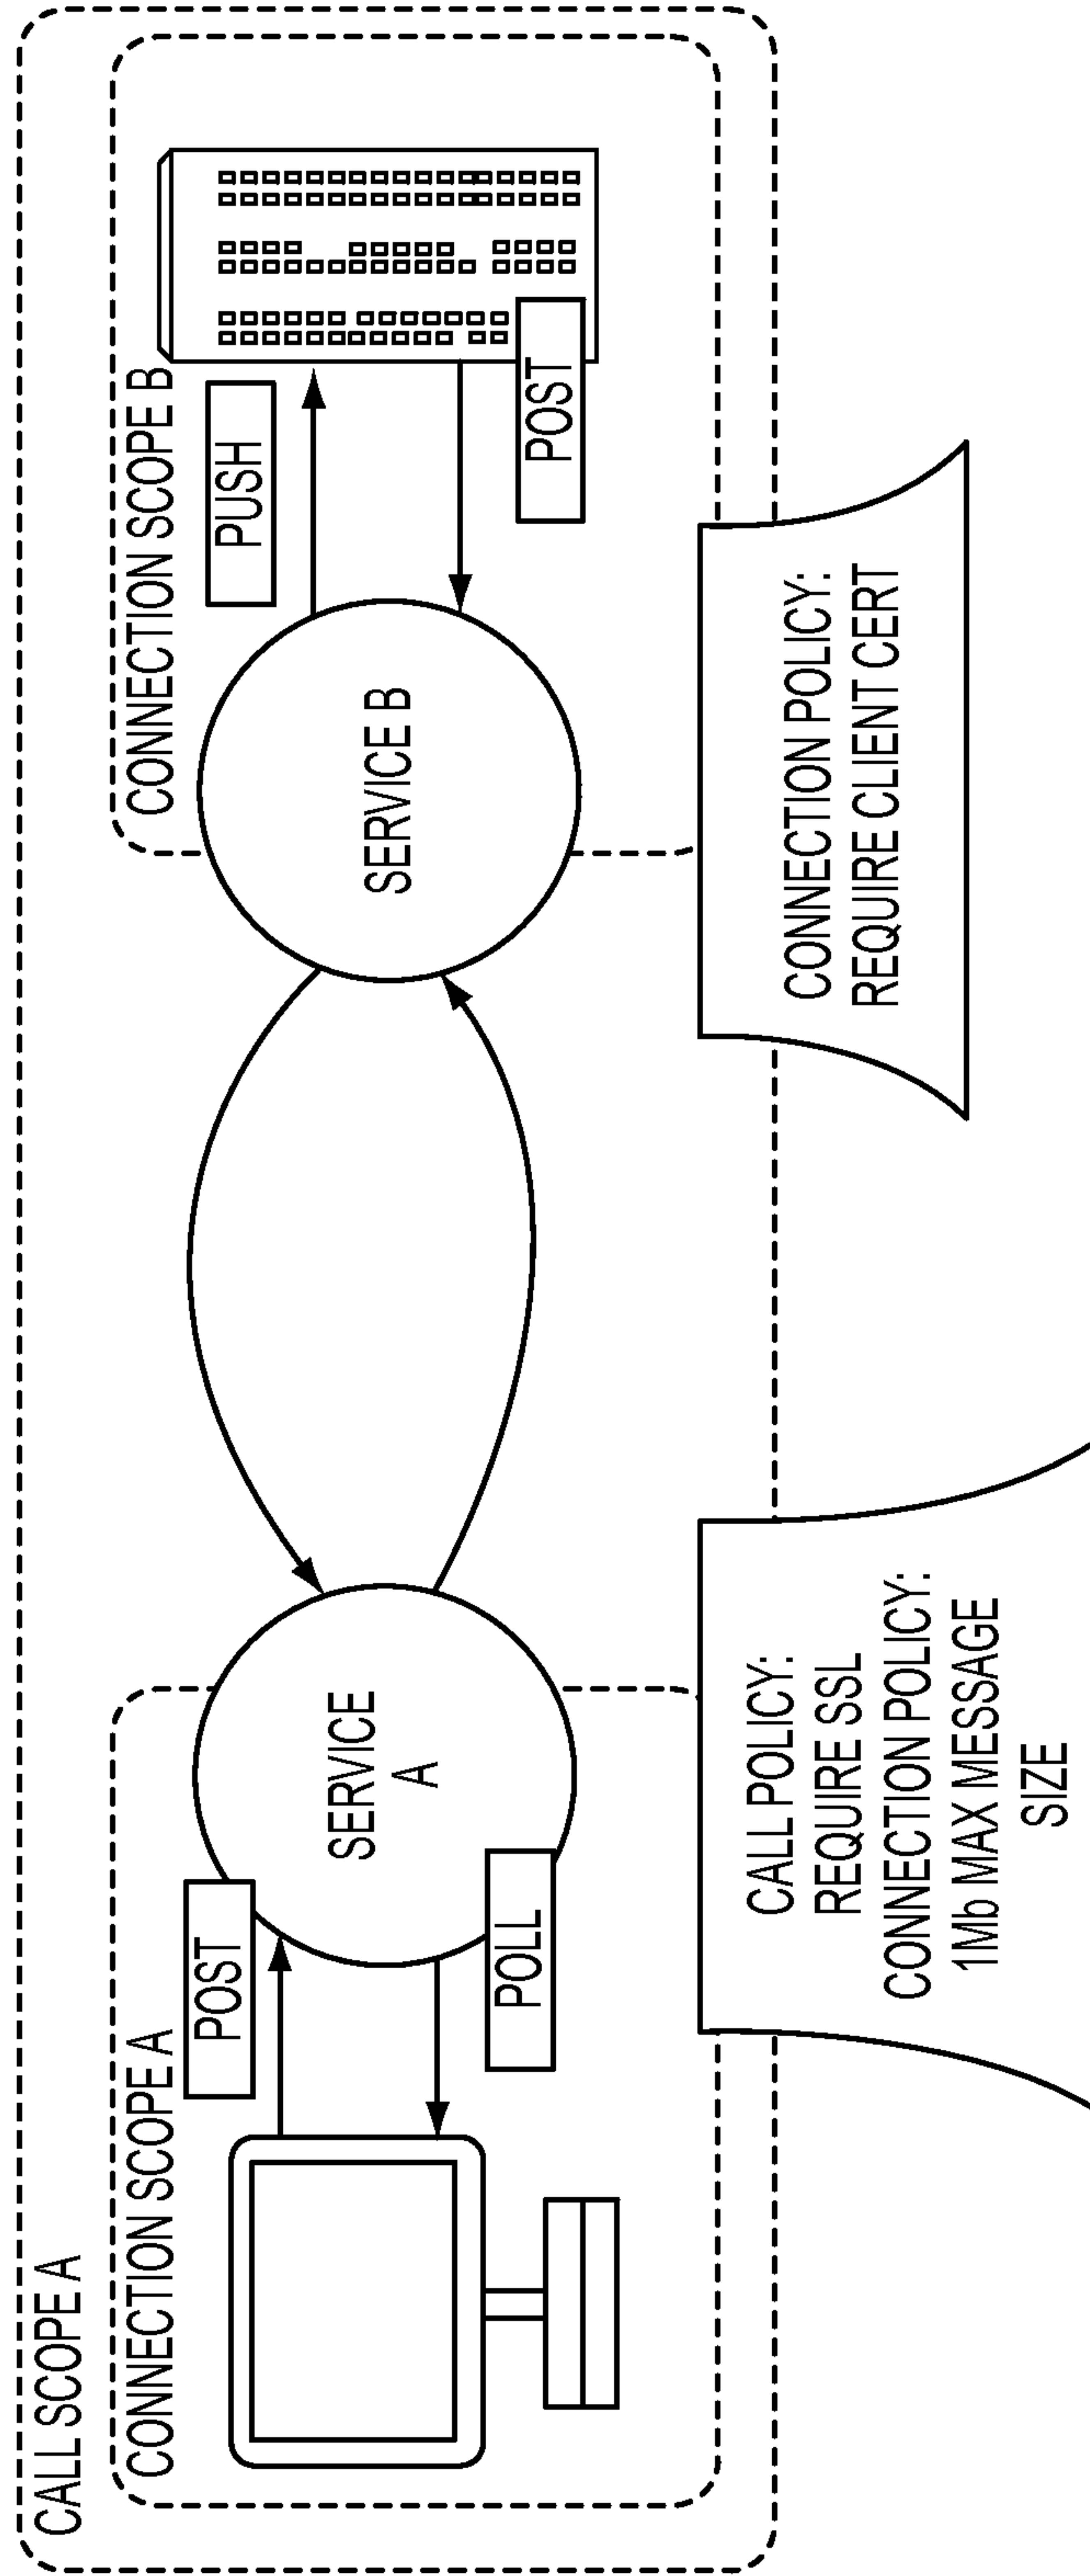 CALL SCOPE A
CONNECTION SCOPE A
CONNECTION SCOPE B
POST
PUSH
SERVICE
A
SERVICE B
POLL
POST
CALL POLICY:
REQUIRE SSL
CONNECTION POLICY:
1Mb MAX MESSAGE
SIZE
CONNECTION POLICY:
REQUIRE CLIENT CERT